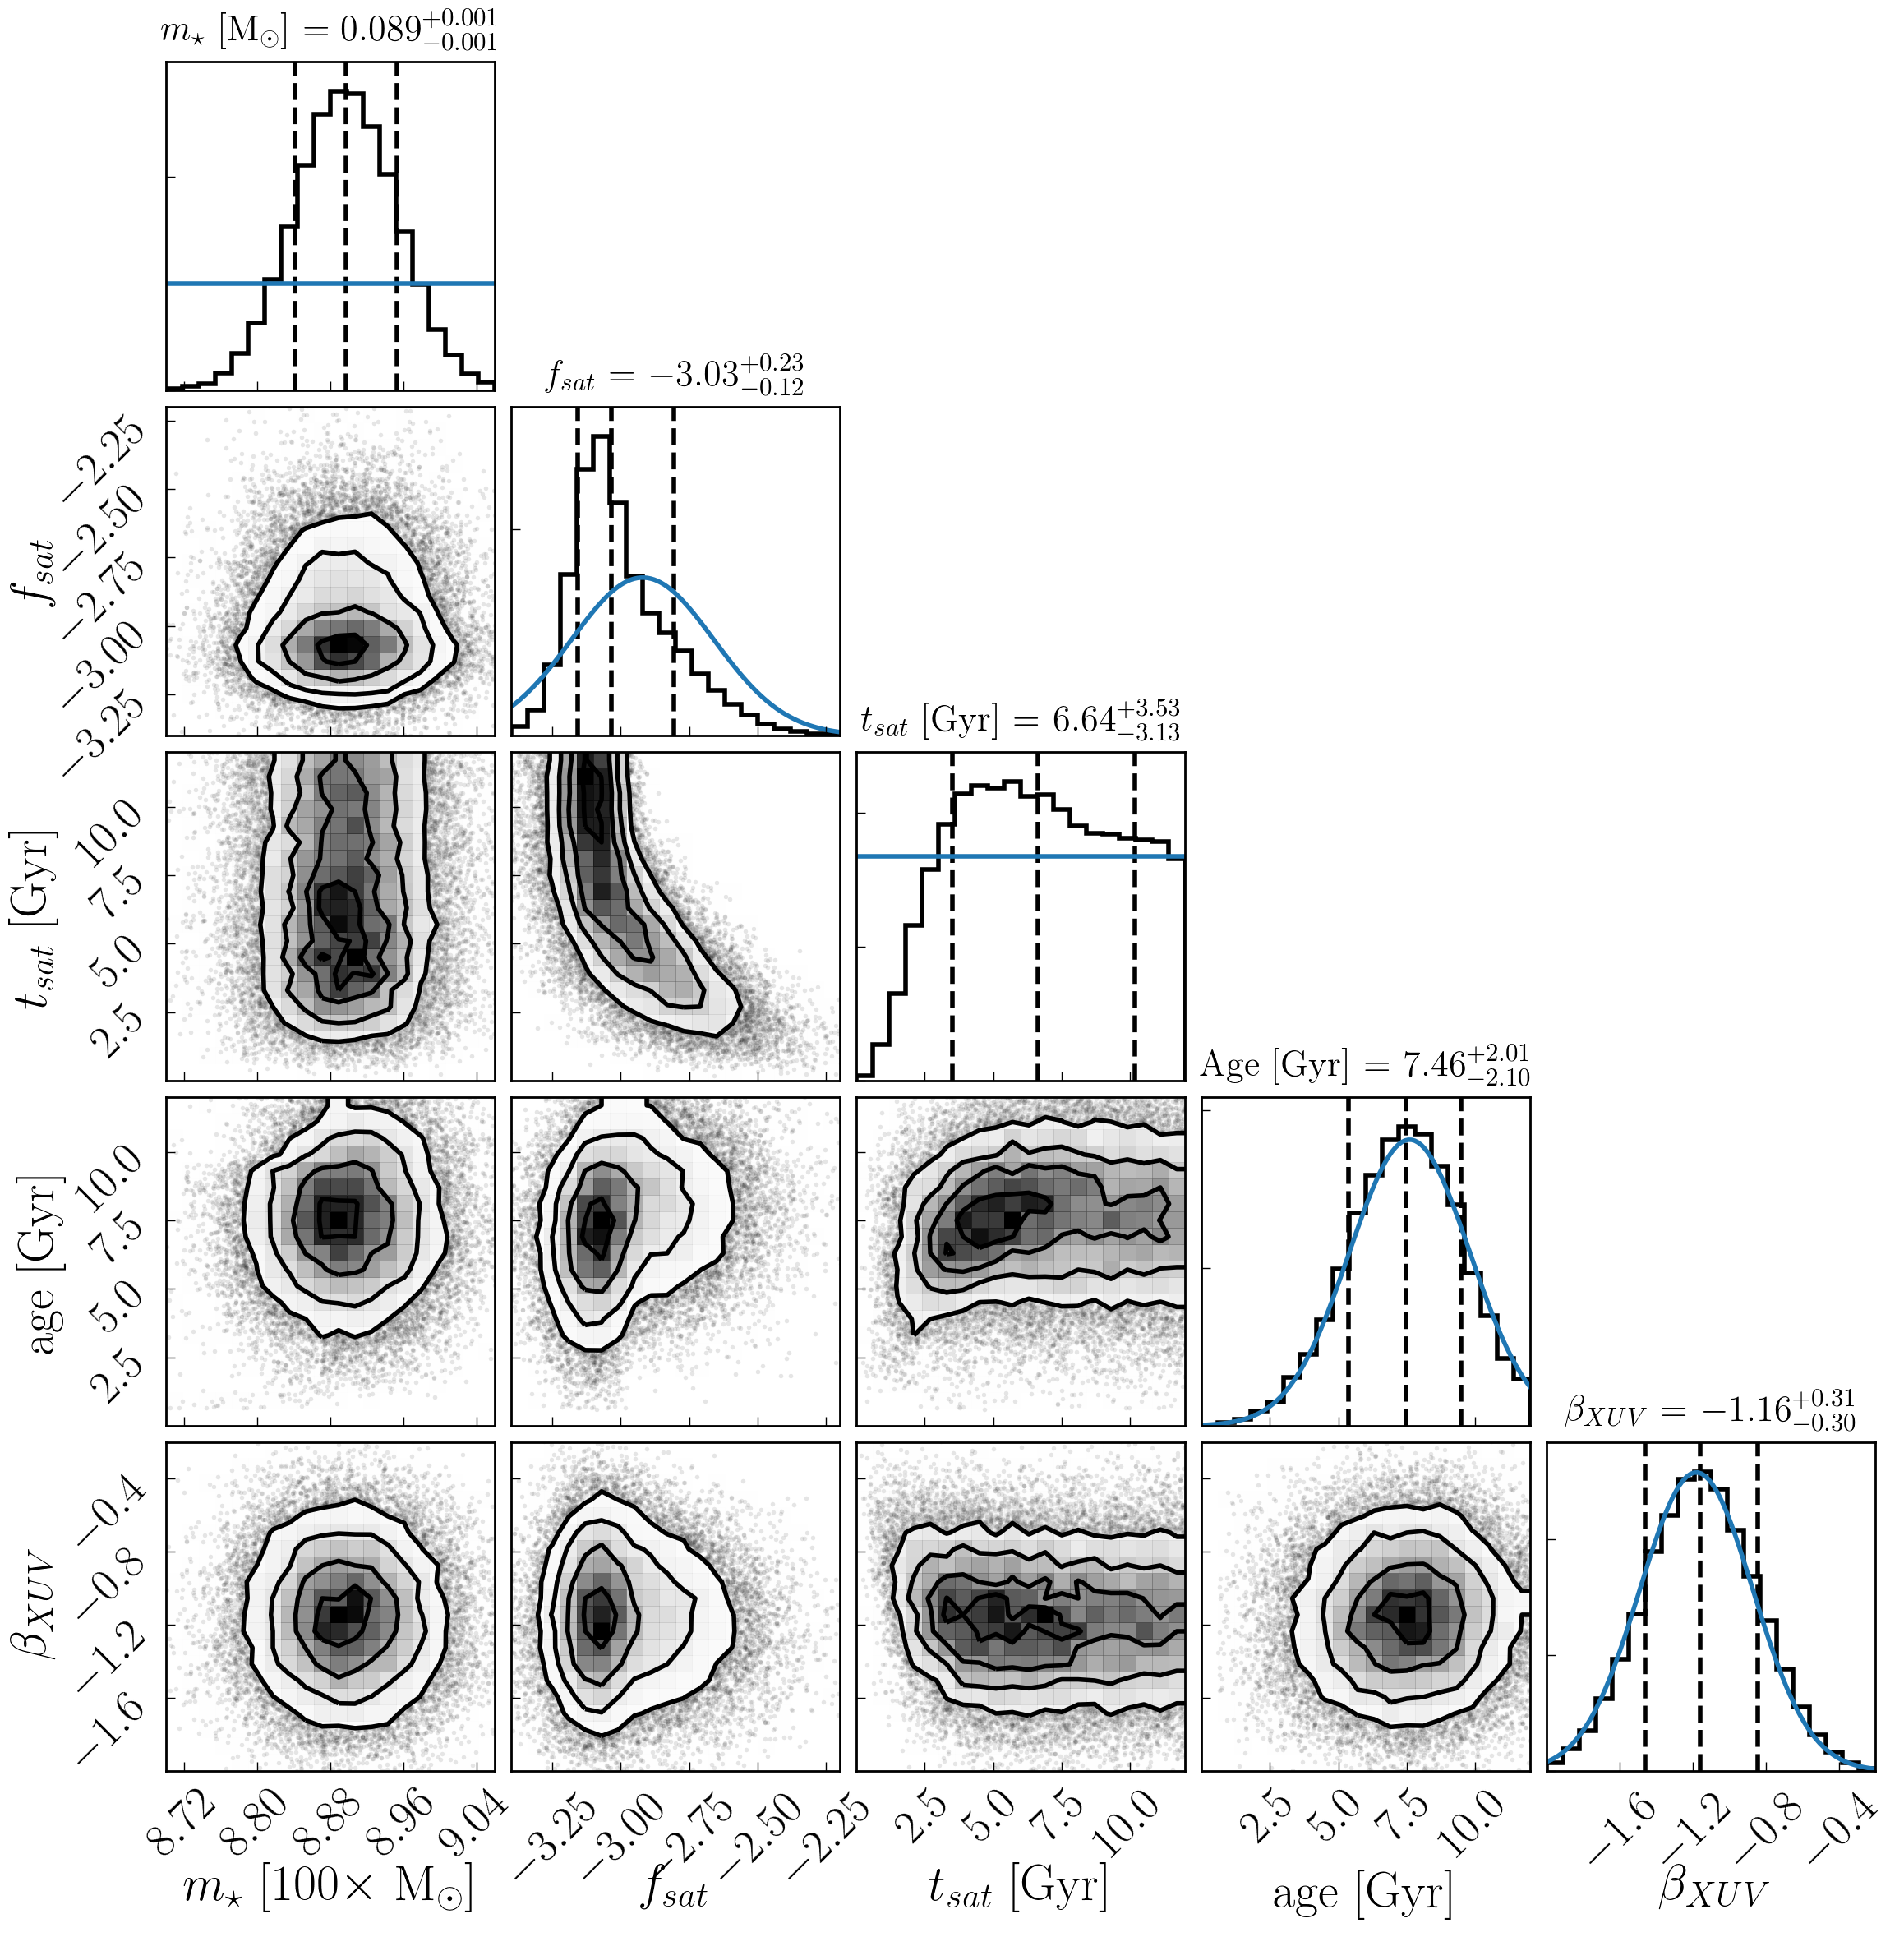 m⋆ [M⊙] = 0.089+0.001−0.001
fsat = −3.03+0.23−0.12
−2.25
−2.50
−2.75
−3.00
−3.25
fsat
tsat [Gyr] = 6.64+3.53−3.13
10.0
7.5
5.0
2.5
tsat [Gyr]
Age [Gyr] = 7.46+2.01−2.10
10.0
7.5
5.0
2.5
age [Gyr]
βXUV = −1.16+0.31−0.30
−0.4
−0.8
−1.2
−1.6
βXUV
8.72 8.80 8.88 8.96 9.04
−3.25 −3.00 −2.75 −2.50 −2.25
2.5 5.0 7.5 10.0
2.5 5.0 7.5 10.0
−1.6 −1.2 −0.8 −0.4
m⋆ [100× M⊙]
fsat
tsat [Gyr]
age [Gyr]
βXUV